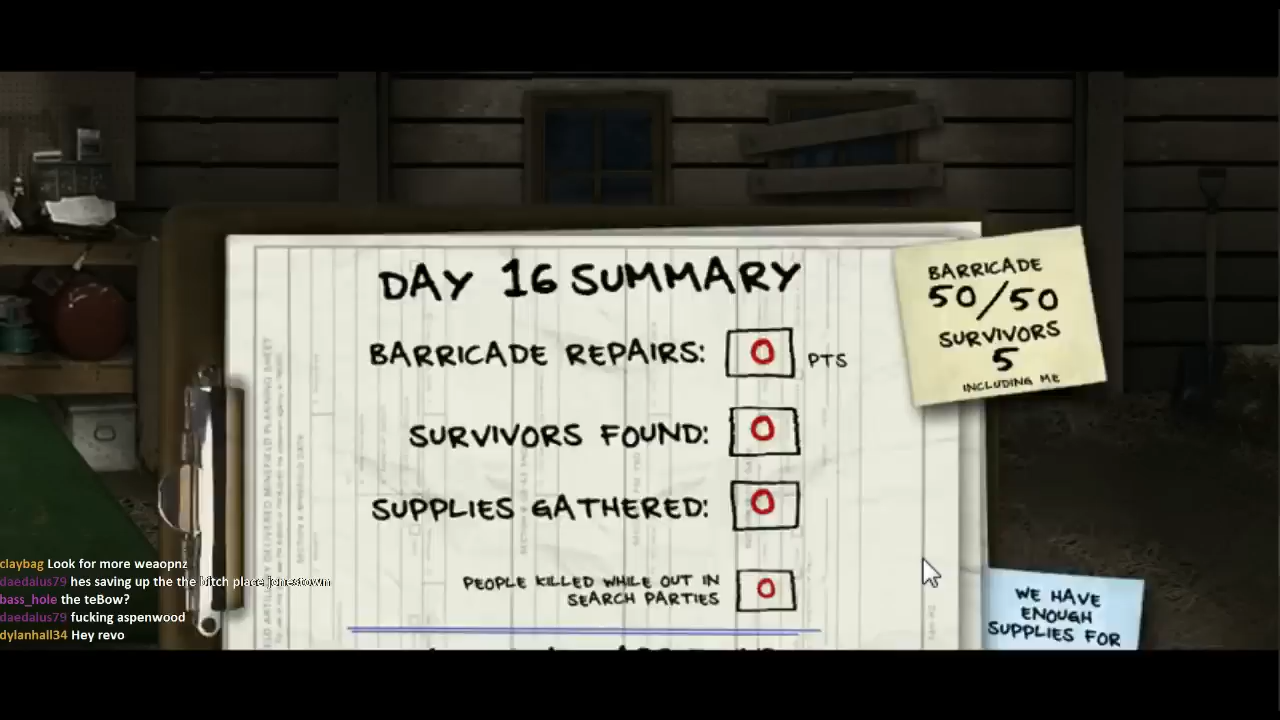 DAY 16 SUMMARY
BARRICADE REPAIRS: 0 PTS
SURVIVORS FOUND: 0
SUPPLIES GATHERED: 0
PEOPLE KILLED WHILE OUT IN
SEARCH PARTIES 0
BARRICADE
50/50
SURVIVORS
5
INCLUDING ME
WE HAVE
ENOUGH
SUPPLIES FOR
claybag Look for more weaopnz
daedalus79 hes saving up the the bitch place jonestown
bass_hole the teBow?
daedalus79 fucking aspenwood
dylanhall34 Hey revo